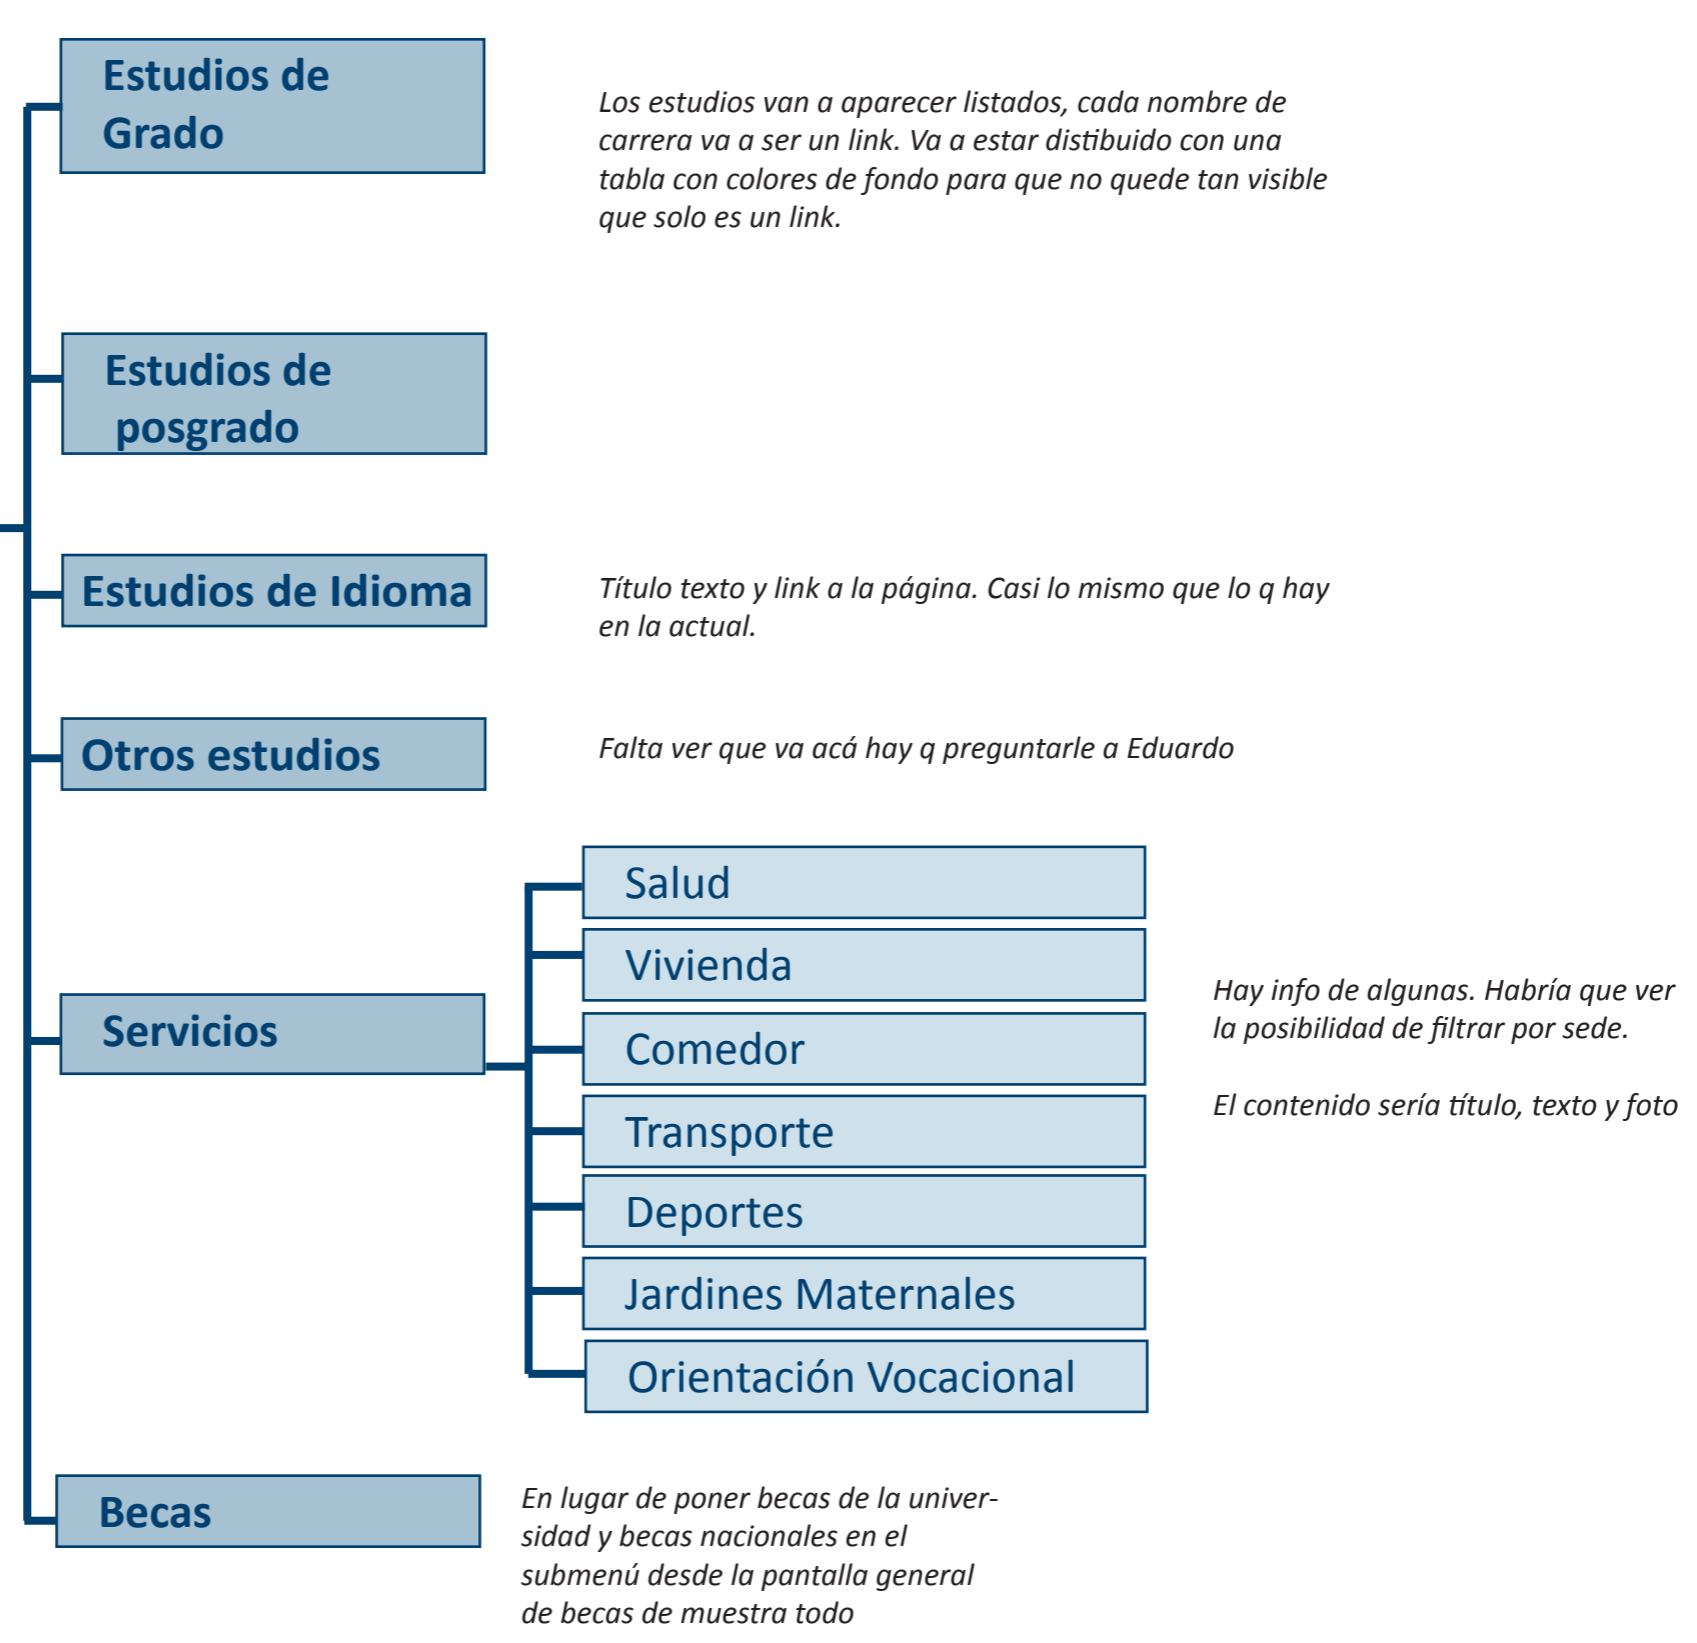 Estudios de
Grado
Los estudios van a aparecer listados, cada nombre de
carrera va a ser un link. Va a estar distibuido con una
tabla con colores de fondo para que no quede tan visible
que solo es un link.
Estudios de
posgrado
Estudios de Idioma
Título texto y link a la página. Casi lo mismo que lo q hay
en la actual.
Otros estudios
Falta ver que va acá hay q preguntarle a Eduardo
Servicios
Salud
Vivienda
Comedor
Transporte
Deportes
Jardines Maternales
Orientación Vocacional
Hay info de algunas. Habría que ver
la posibilidad de filtrar por sede.
El contenido sería título, texto y foto
Becas
En lugar de poner becas de la univer-
sidad y becas nacionales en el
submenú desde la pantalla general
de becas de muestra todo